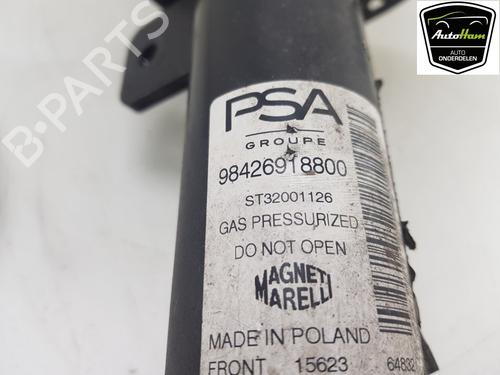 AutoHam
AUTO
ONDERDELEN
B-PARTS
PSA
GROUPE
98426918800
ST32001126
GAS PRESSURIZED
DO NOT OPEN
MAGNETI
MARELLI
MADE IN POLAND
FRONT 15623 64832